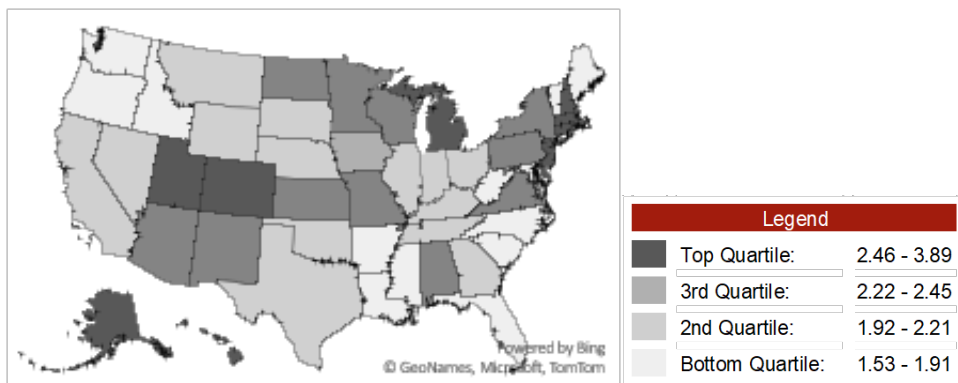 Legend
Top Quartile: 2.46 - 3.89
3rd Quartile: 2.22 - 2.45
2nd Quartile: 1.92 - 2.21
Bottom Quartile: 1.53 - 1.91
Powered by Bing
© GeoNames, Microsoft, TomTom